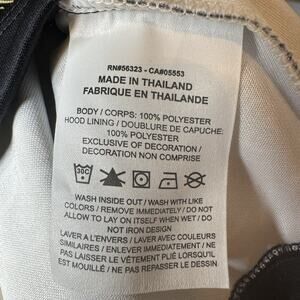 RN#56323 - CA#05553
MADE IN THAILAND
FABRIQUE EN THAILANDE
BODY / CORPS: 100% POLYESTER
HOOD LINING / DOUBLURE DE CAPUCHE:
100% POLYESTER
EXCLUSIVE OF DECORATION /
DECORATION NON COMPRISE
30C
WASH INSIDE OUT / WASH WITH LIKE
COLORS / REMOVE IMMEDIATELY / DO NOT
ALLOW TO LAY ON ITSELF WHEN WET / DO
NOT IRON DESIGN
LAVER A L'ENVERS / LAVER AVEC COULEURS
SIMILAIRES / ENLEVER IMMEDIATEMENT /
NE PAS LAISSER LE VÊTEMENT PLIÉ LORSQU'IL
EST MOUILLÉ / NE PAS REPASSER LE DESSIN